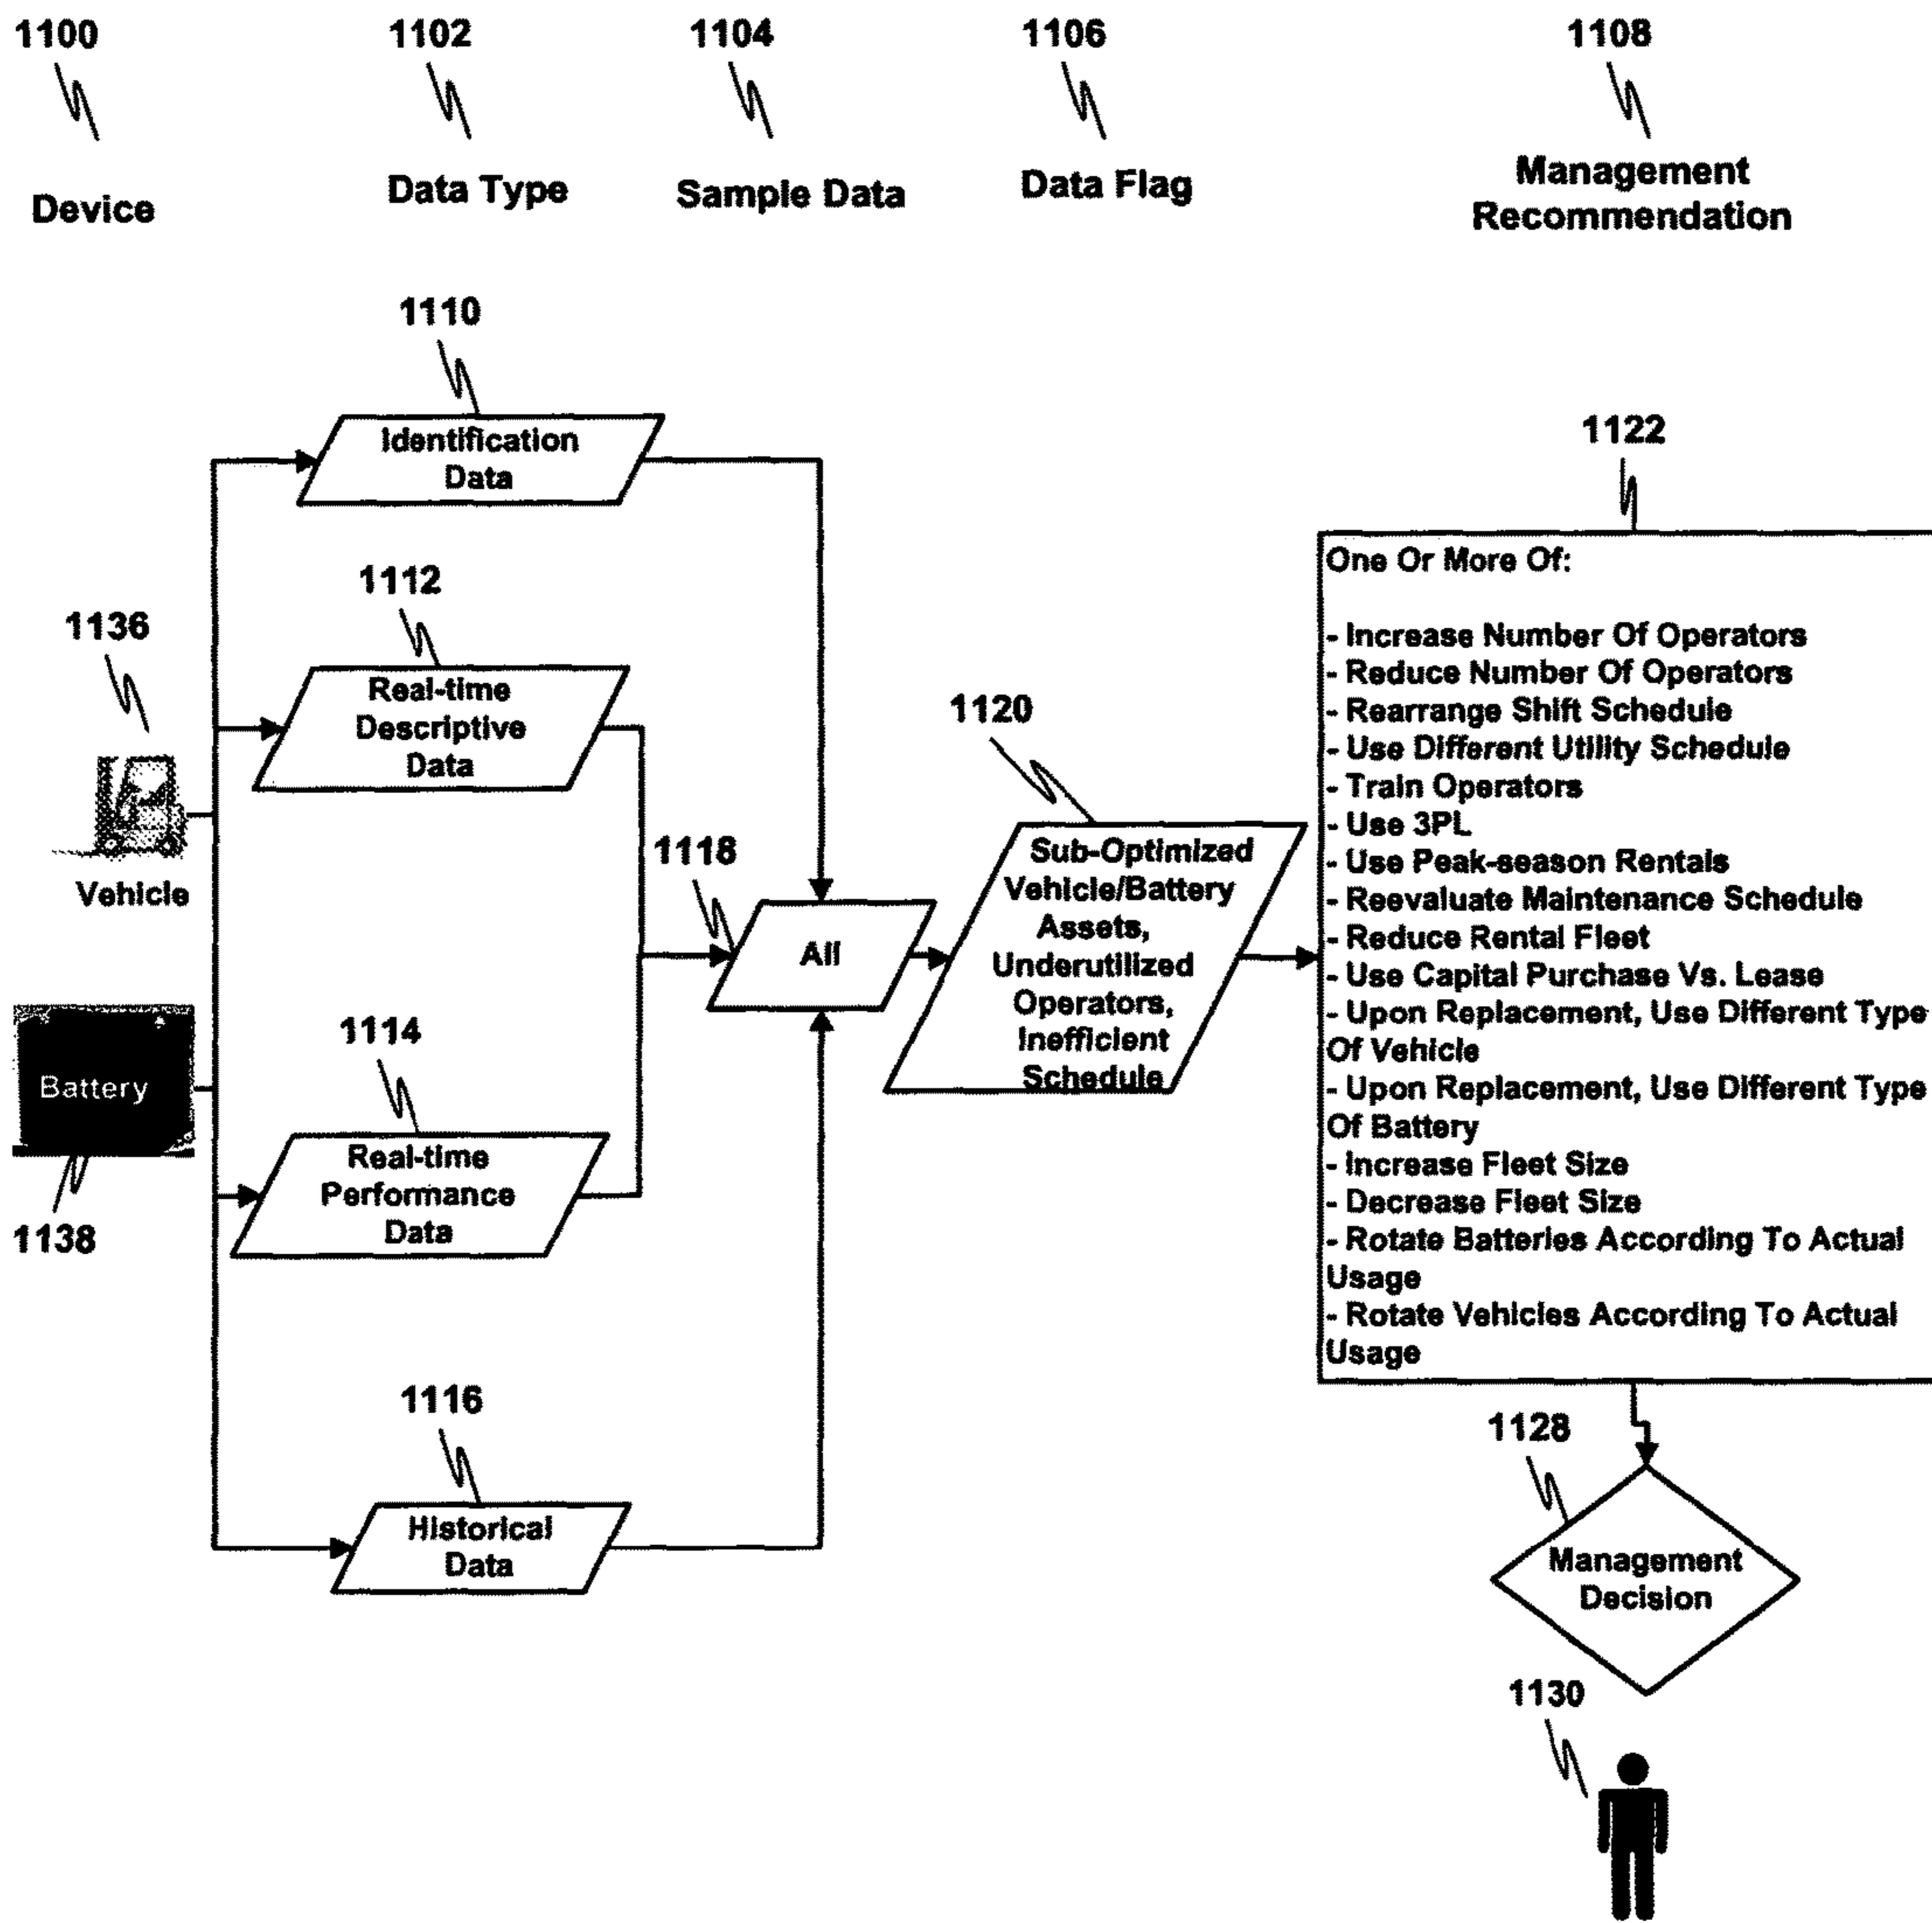 1100
1102
1104
1106
1108
Device
Data Type
Sample Data
Data Flag
Management
Recommendation
1110
Identification
Data
1112
Real-time
Descriptive
Data
1136
Vehicle
Battery
1138
1114
Real-time
Performance
Data
1116
Historical
Data
1118
All
1120
Sub-Optimized
Vehicle/Battery
Assets,
Underutilized
Operators,
Inefficient
Schedule
1122
One Or More Of:
- Increase Number Of Operators
- Reduce Number Of Operators
- Rearrange Shift Schedule
- Use Different Utility Schedule
- Train Operators
- Use 3PL
- Use Peak-season Rentals
- Reevaluate Maintenance Schedule
- Reduce Rental Fleet
- Use Capital Purchase Vs. Lease
- Upon Replacement, Use Different Type
Of Vehicle
- Upon Replacement, Use Different Type
Of Battery
- Increase Fleet Size
- Decrease Fleet Size
- Rotate Batteries According To Actual
Usage
- Rotate Vehicles According To Actual
Usage
1128
Management
Decision
1130